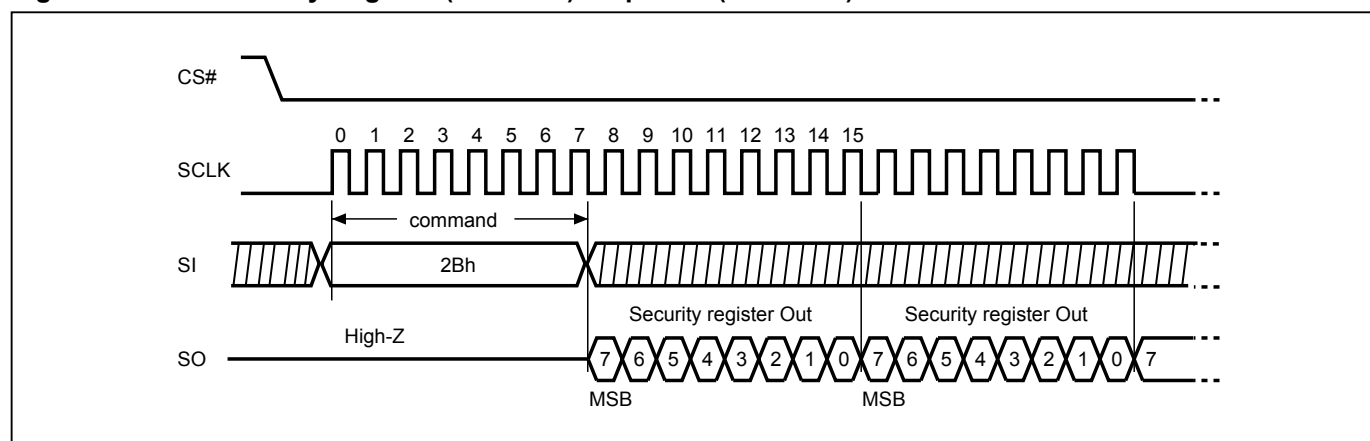 CS#
0 1 2 3 4 5 6 7 8 9 10 11 12 13 14 15
SCLK
command
SI
2Bh
Security register Out Security register Out
High-Z
SO
7 6 5 4 3 2 1 0 7 6 5 4 3 2 1 0 7
MSB MSB